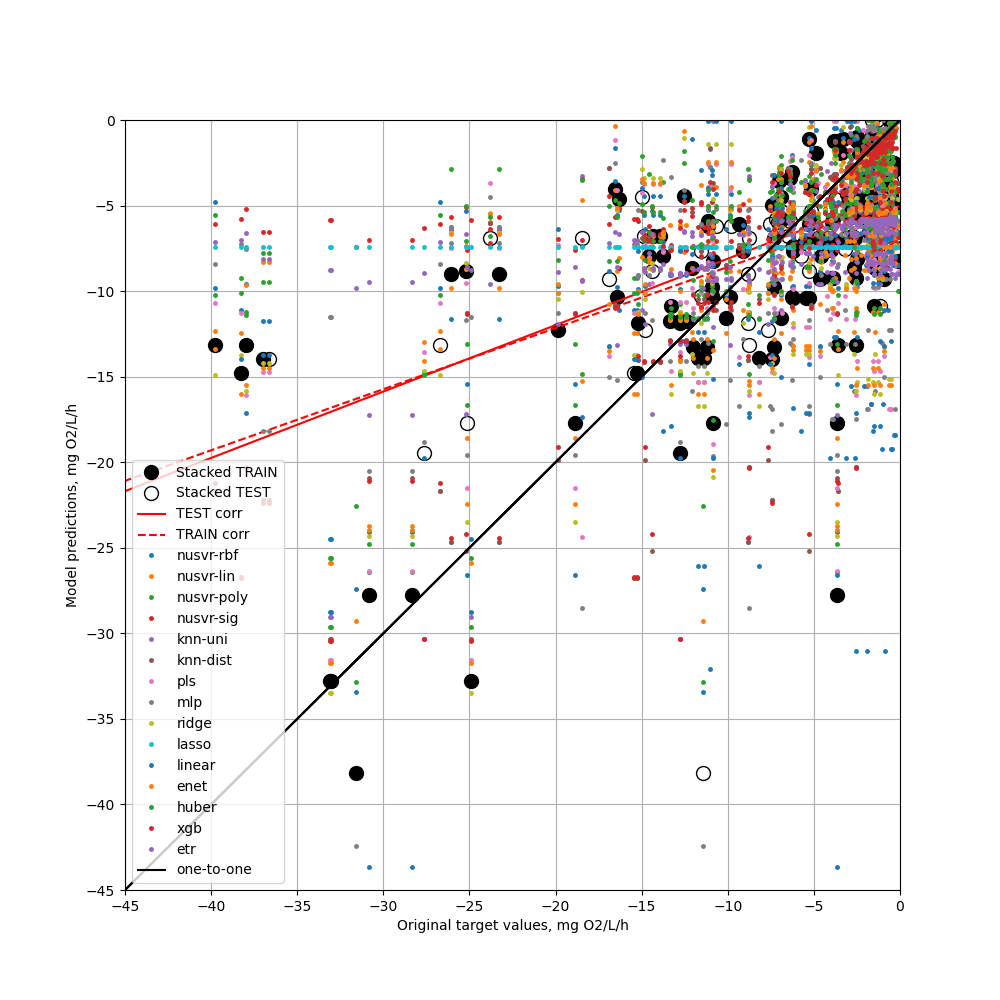 0
−5
−10
−15
−20
−25
−30
−35
−40
−45
−45
−40
−35
−30
−25
−20
−15
−10
−5
0
Model predictions, mg O2/L/h
Original target values, mg O2/L/h
Stacked TRAIN
Stacked TEST
TEST corr
TRAIN corr
nusvr-rbf
nusvr-lin
nusvr-poly
nusvr-sig
knn-uni
knn-dist
pls
mlp
ridge
lasso
linear
enet
huber
xgb
etr
one-to-one